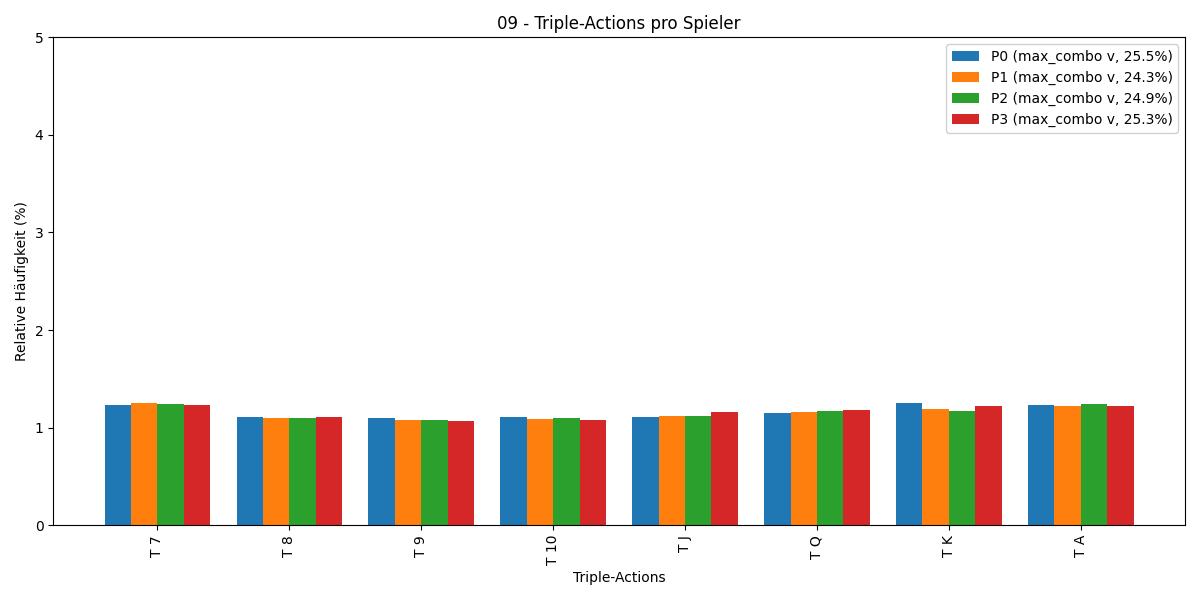 09 - Triple-Actions pro Spieler
P0 (max_combo v, 25.5%)
P1 (max_combo v, 24.3%)
P2 (max_combo v, 24.9%)
P3 (max_combo v, 25.3%)
Relative Häufigkeit (%)
5
4
3
2
1
0
T 7
T 8
T 9
T 10
T J
T Q
T K
T A
Triple-Actions